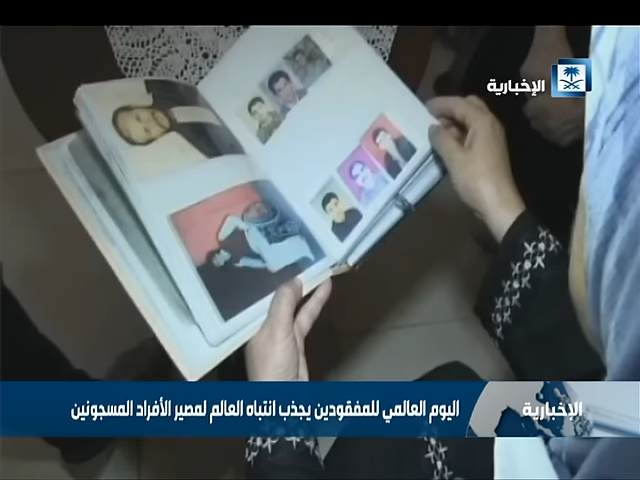 الإخبارية
اليوم العالمي للمفقودين يجذب انتباه العالم لمصير الأفراد المسجونين
الإخبارية